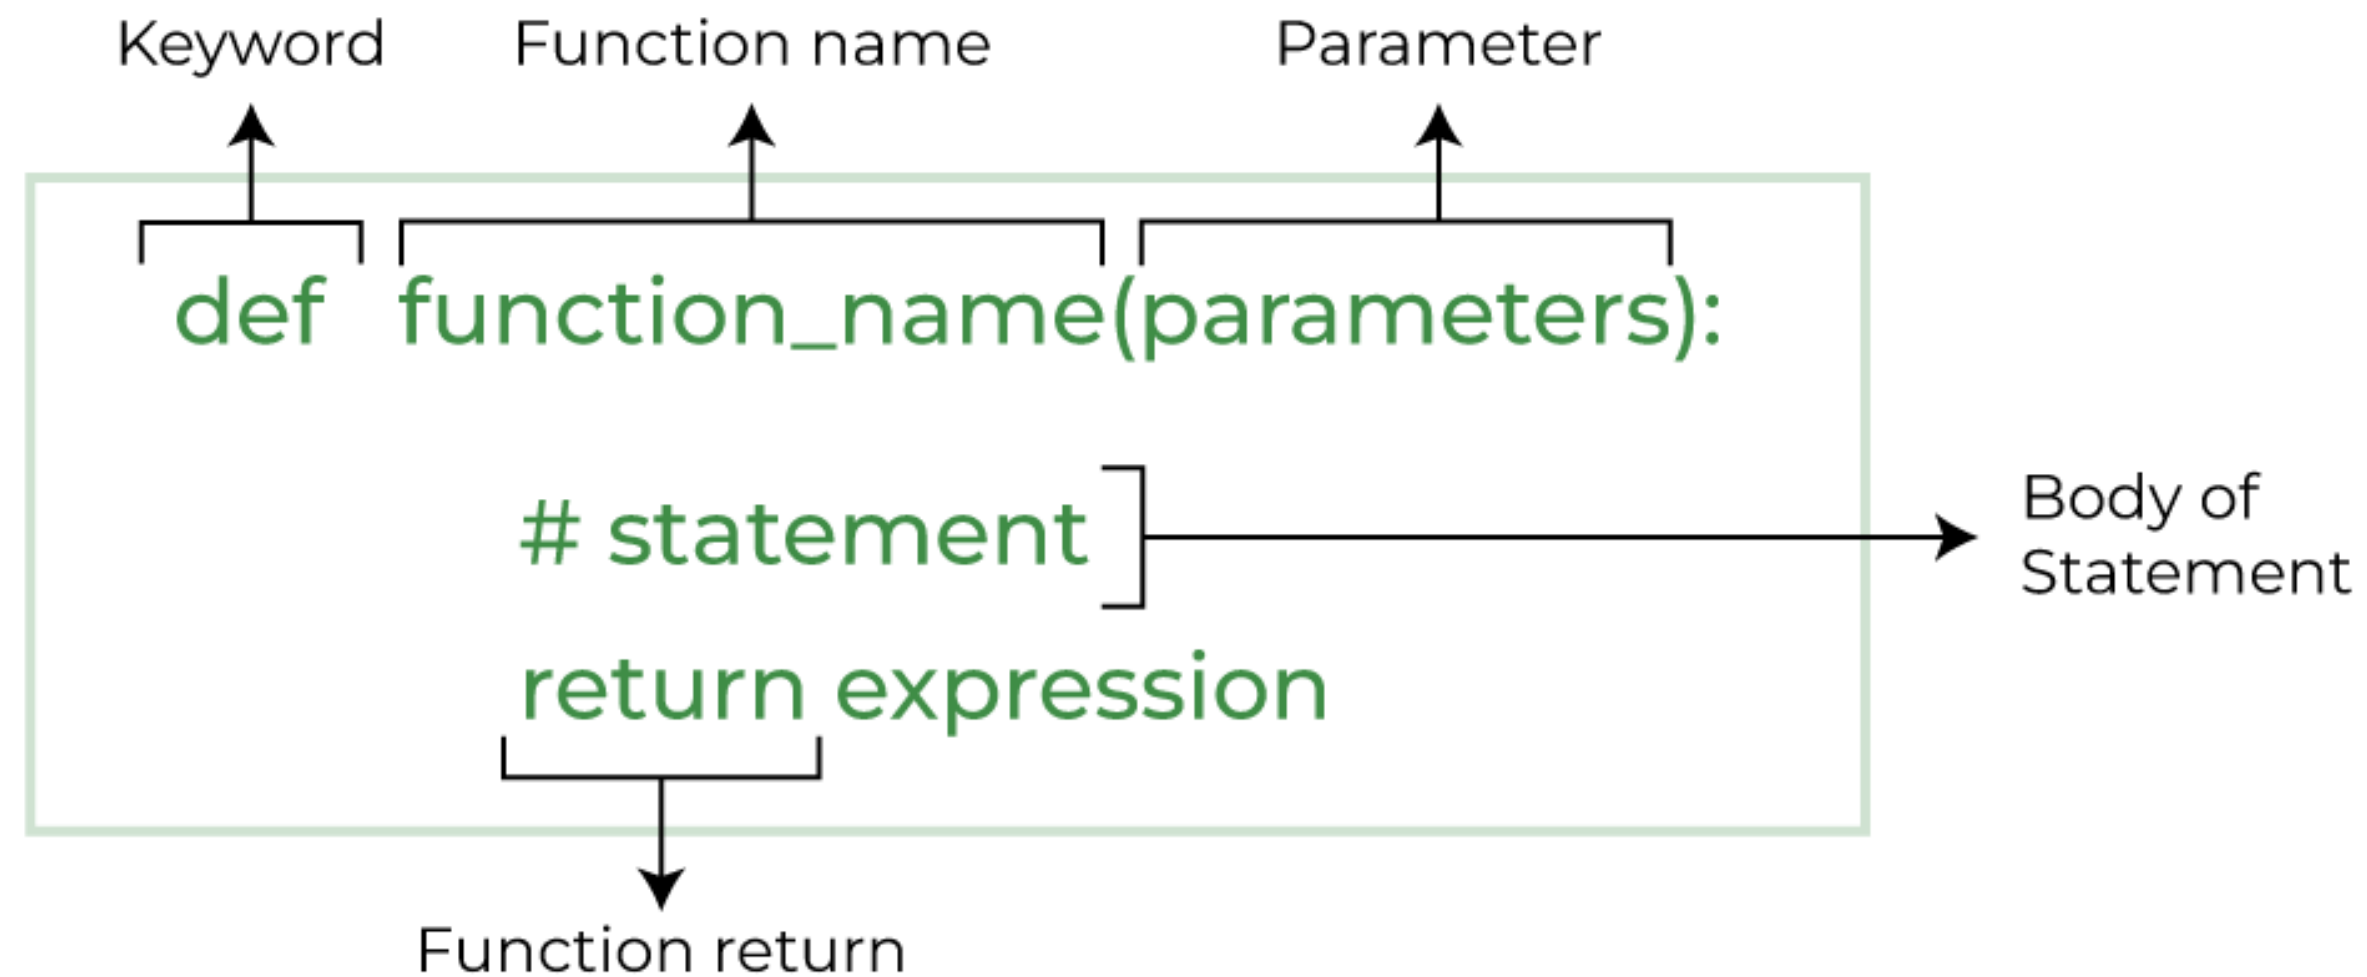 Keyword Function name Parameter
def function_name(parameters):
# statement
Body of
Statement
return expression
Function return